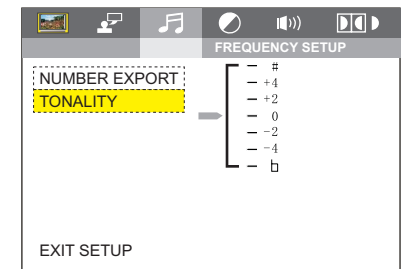 FREQUENCY SETUP
NUMBER EXPORT
TONALITY
#
+4
+2
0
-2
-4
b
EXIT SETUP